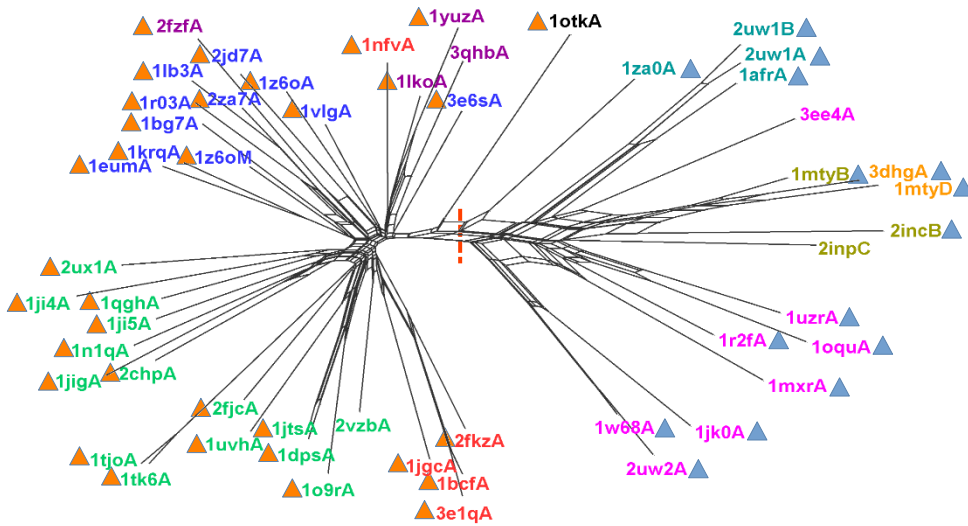 1yuzA
2fzfA
1otkA
2uw1B
1nfvA
3qhbA
2jd7A
2uw1A
1lb3A
1z6oA
1lkoA
1za0A
1afrA
1r03A
2za7A
1vlgA
3e6sA
3ee4A
1bg7A
1krqA
1z6oM
1eumA
1mtyB
3dhgA
1mtyD
2incB
2inpC
2ux1A
1ji4A
1qghA
1ji5A
1uzrA
1n1qA
1r2fA
1oquA
1jigA
2chpA
1mxrA
2fjcA
1jtsA
2vzbA
1w68A
1jk0A
1uvhA
1dpsA
2fkzA
1tjoA
1jgcA
2uw2A
1tk6A
1bcfA
1o9rA
3e1qA